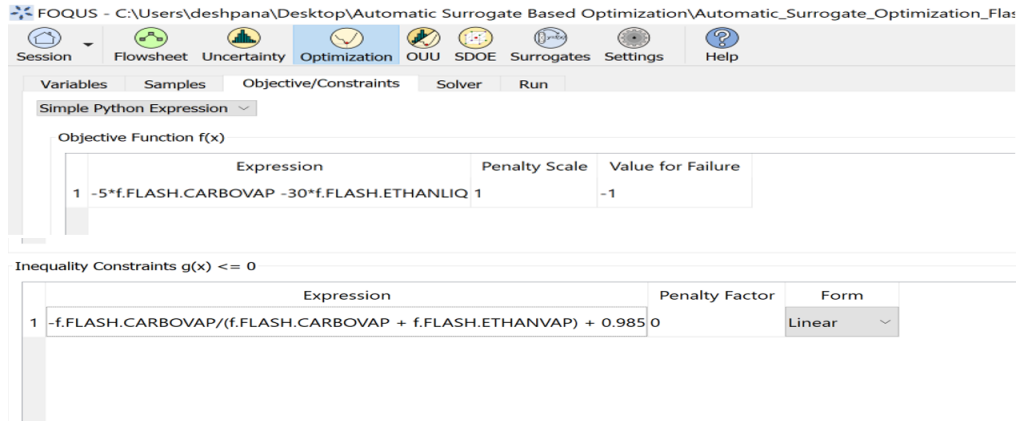 FOQUS - C:\Users\deshpana\Desktop\Automatic Surrogate Based Optimization\Automatic_Surrogate_Optimization_Flas
Session Flowsheet Uncertainty Optimization OUU SDOE Surrogates Settings Help
Variables Samples Objective/Constraints Solver Run
Simple Python Expression
Objective Function f(x)
Expression Penalty Scale Value for Failure
1 -5*f.FLASH.CARBOVAP -30*f.FLASH.ETHANLIQ 1 -1
Inequality Constraints g(x) <= 0
Expression Penalty Factor Form
1 -f.FLASH.CARBOVAP/(f.FLASH.CARBOVAP + f.FLASH.ETHANVAP) + 0.985 0 Linear